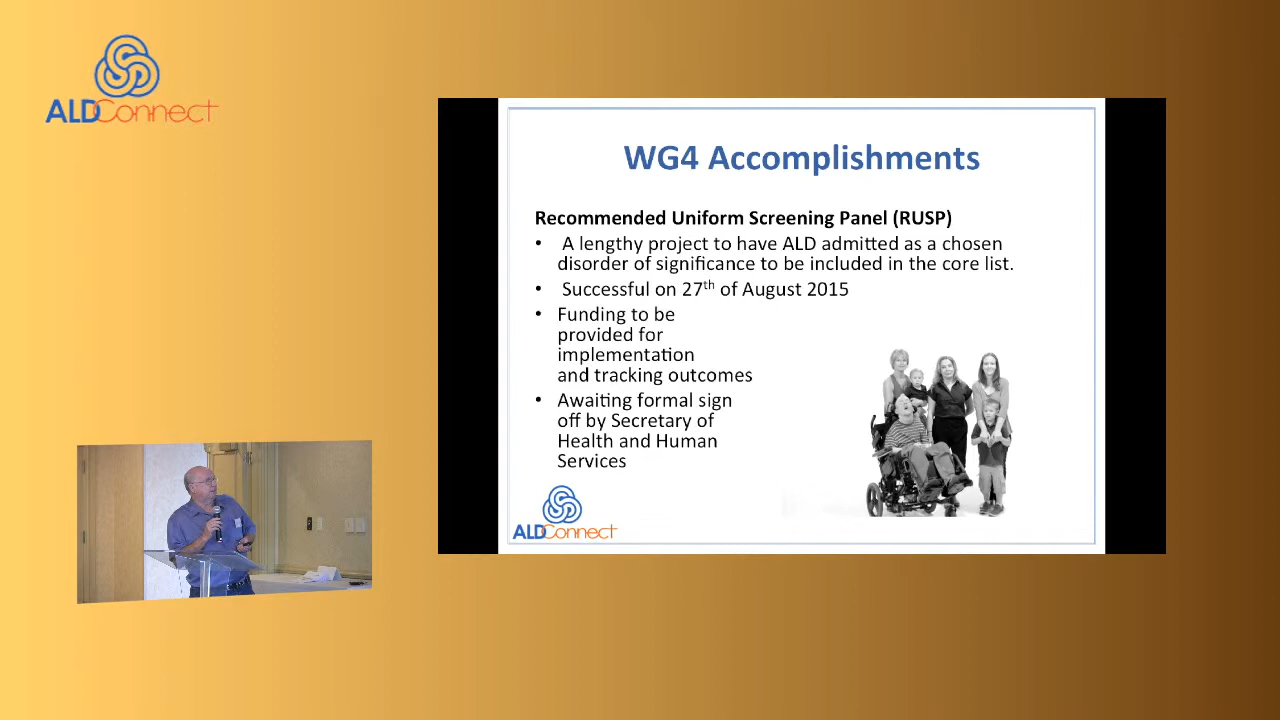 ALDConnect
WG4 Accomplishments
Recommended Uniform Screening Panel (RUSP)
• A lengthy project to have ALD admitted as a chosen
disorder of significance to be included in the core list.
• Successful on 27th of August 2015
• Funding to be
provided for
implementation
and tracking outcomes
• Awaiting formal sign
off by Secretary of
Health and Human
Services
ALDConnect